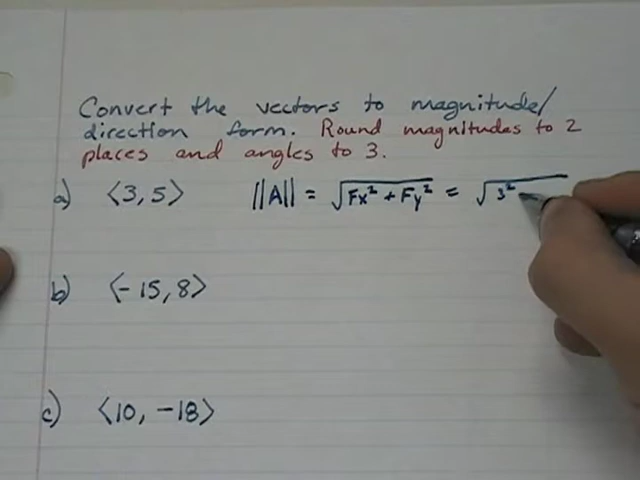 Convert the vectors to magnitude/
direction form. Round magnitudes to 2
places and angles to 3.
a) ⟨3, 5⟩ ||A|| = √(Fx² + Fy²) = √(3²
b) ⟨-15, 8⟩
c) ⟨10, -18⟩